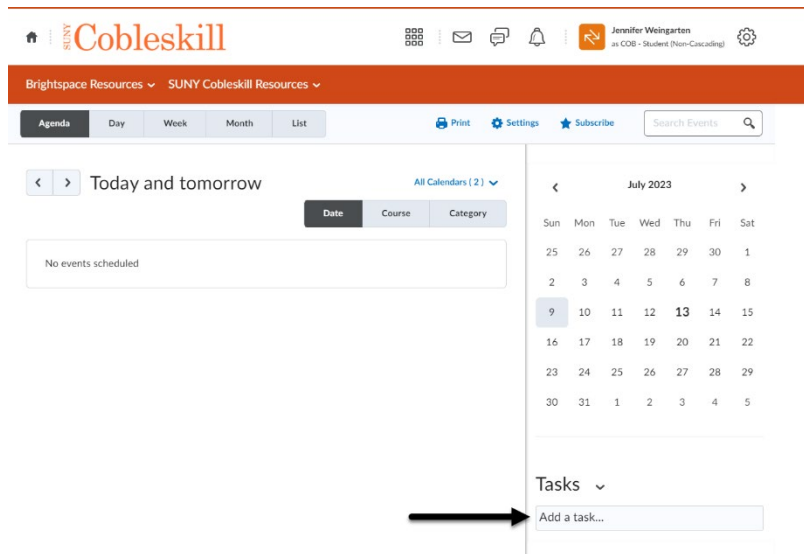 SUNY Cobleskill
Jennifer Weingarten
as COB - Student (Non-Cascading)
Brightspace Resources SUNY Cobleskill Resources
Agenda Day Week Month List Print Settings Subscribe Search Events
Today and tomorrow All Calendars ( 2 )
Date Course Category
No events scheduled
July 2023
Sun Mon Tue Wed Thu Fri Sat
25 26 27 28 29 30 1
2 3 4 5 6 7 8
9 10 11 12 13 14 15
16 17 18 19 20 21 22
23 24 25 26 27 28 29
30 31 1 2 3 4 5
Tasks
Add a task...